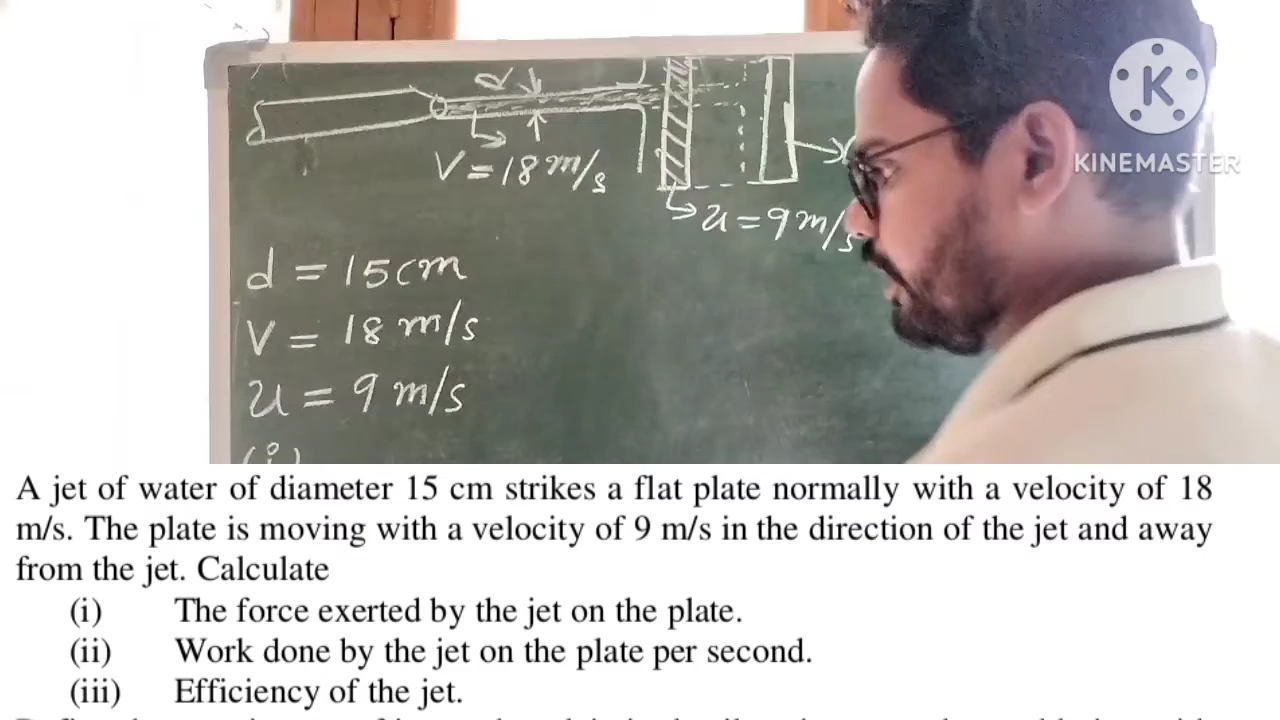 K
KINEMASTER
d
V = 18 m/s
u = 9 m/s
d = 15 cm
V = 18 m/s
u = 9 m/s
(i)
A jet of water of diameter 15 cm strikes a flat plate normally with a velocity of 18
m/s. The plate is moving with a velocity of 9 m/s in the direction of the jet and away
from the jet. Calculate
(i) The force exerted by the jet on the plate.
(ii) Work done by the jet on the plate per second.
(iii) Efficiency of the jet.